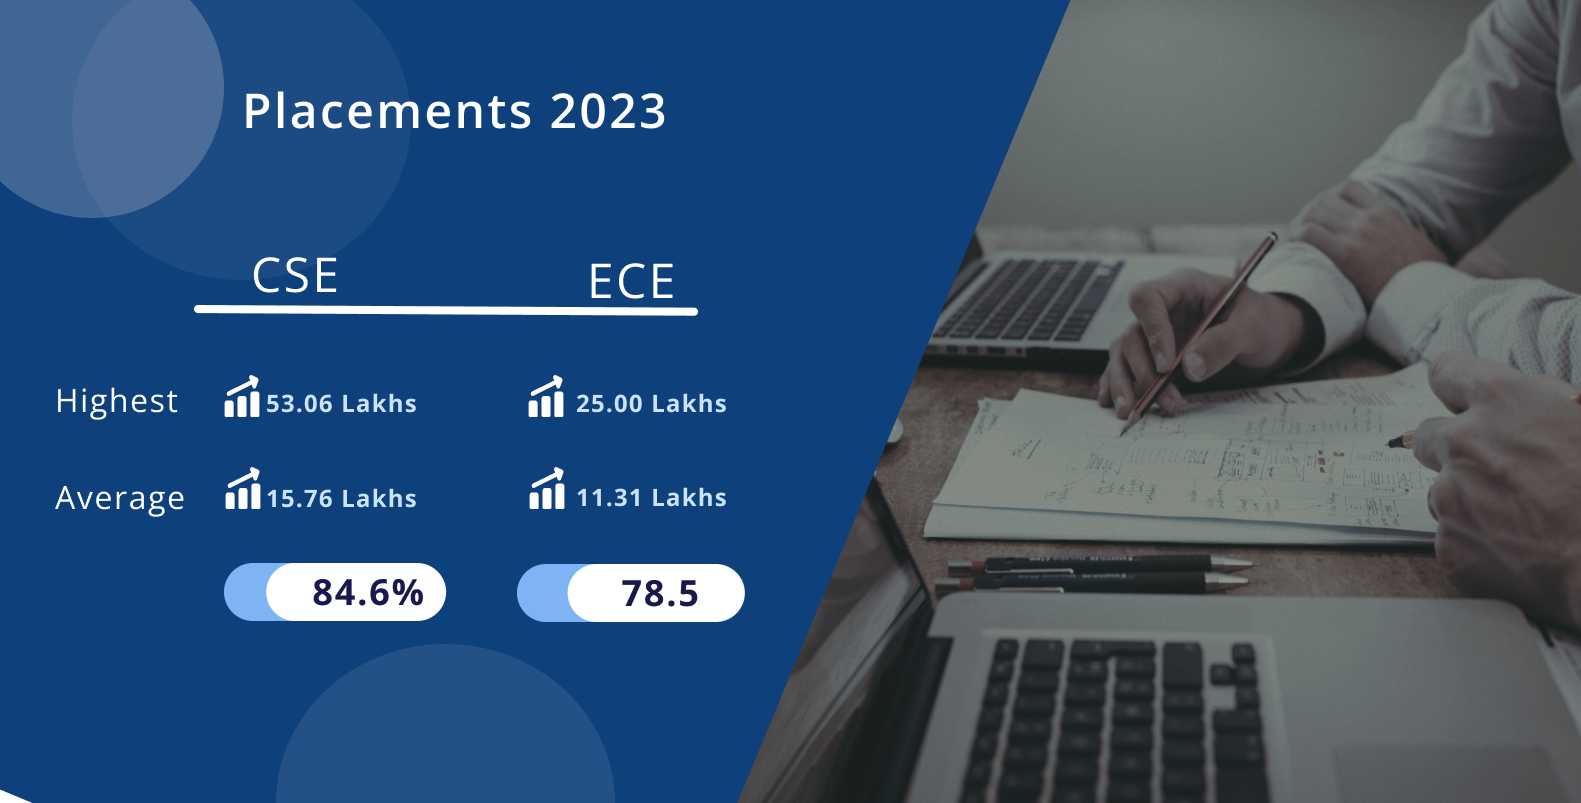 Placements 2023
CSE ECE
Highest 53.06 Lakhs 25.00 Lakhs
Average 15.76 Lakhs 11.31 Lakhs
84.6% 78.5